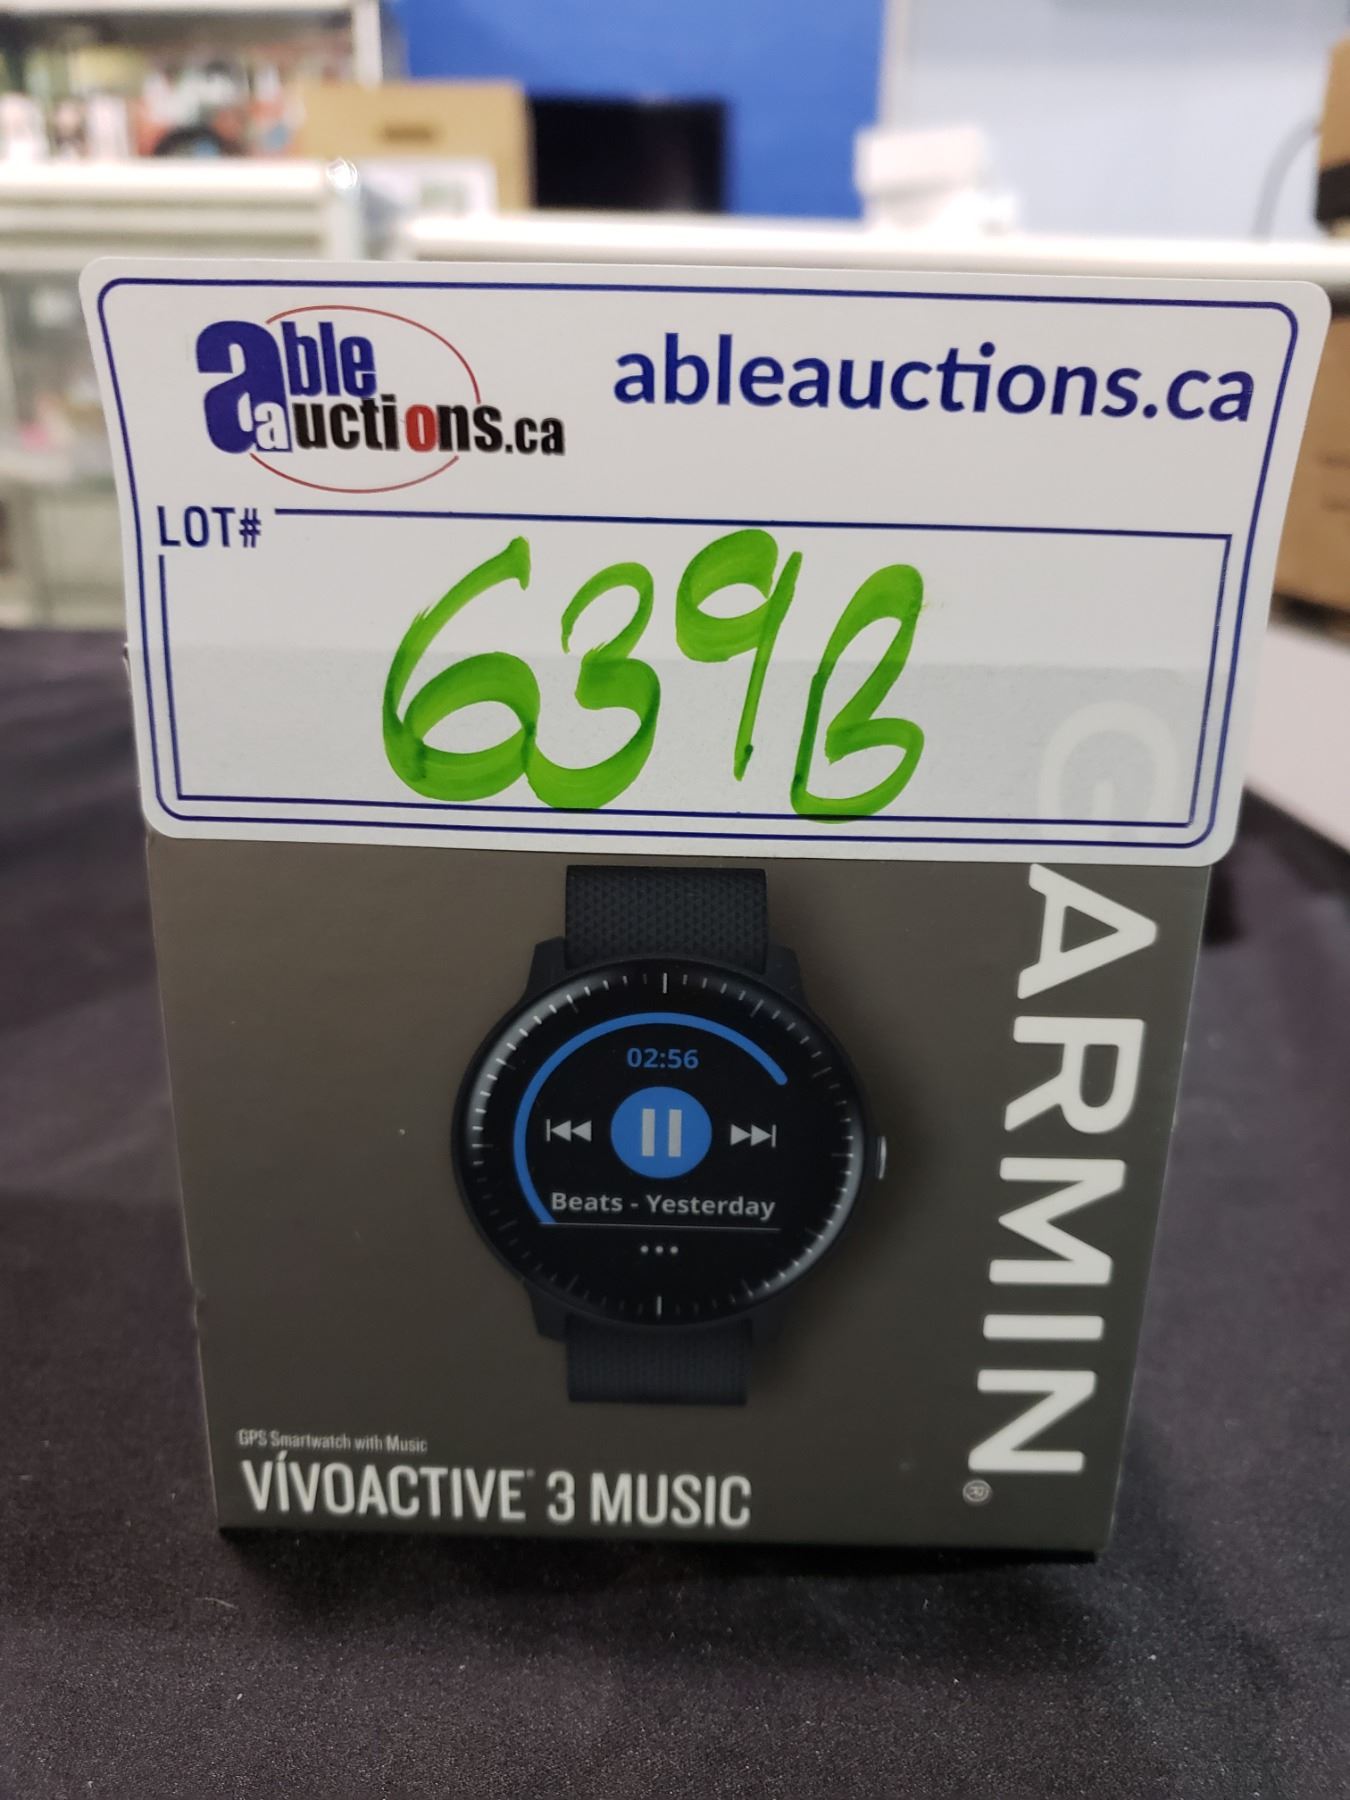 able auctions.ca
ableauctions.ca
LOT#
639B
GARMIN®
02:56
Beats - Yesterday
GPS Smartwatch with Music
VÍVOACTIVE® 3 MUSIC